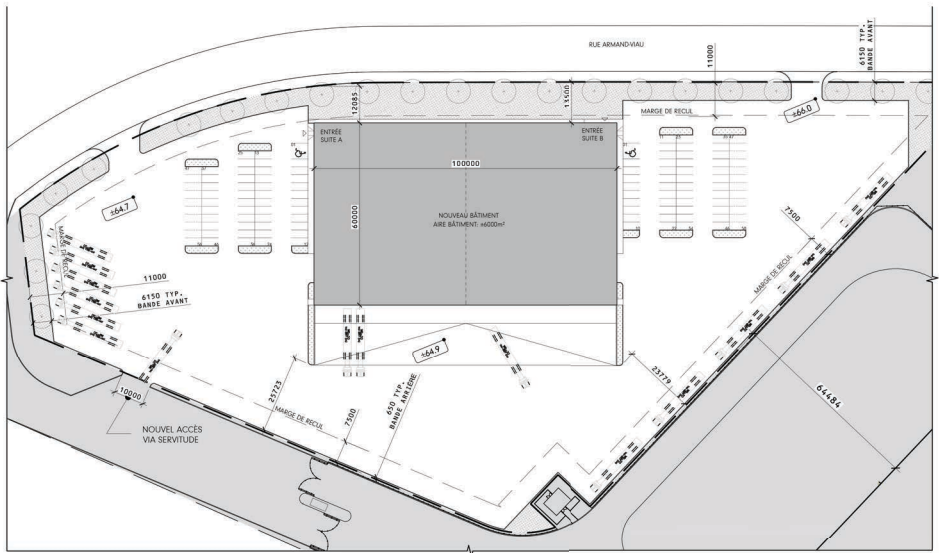 RUE ARMAND-VIAU
6150 TYP.
BANDE AVANT
11000
12085
13500
MARGE DE RECUL
±66.0
ENTRÉE
SUITE A
ENTRÉE
SUITE B
100000
60000
NOUVEAU BÂTIMENT
AIRE BÂTIMENT: ±6000m²
±64.7
MARGE DE RECUL
11000
6150 TYP.
BANDE AVANT
7500
MARGE DE RECUL
±64.9
10000
NOUVEL ACCÈS
VIA SERVITUDE
25723
MARGE DE RECUL
7500
650 TYP.
BANDE ARRIÈRE
23779
64484